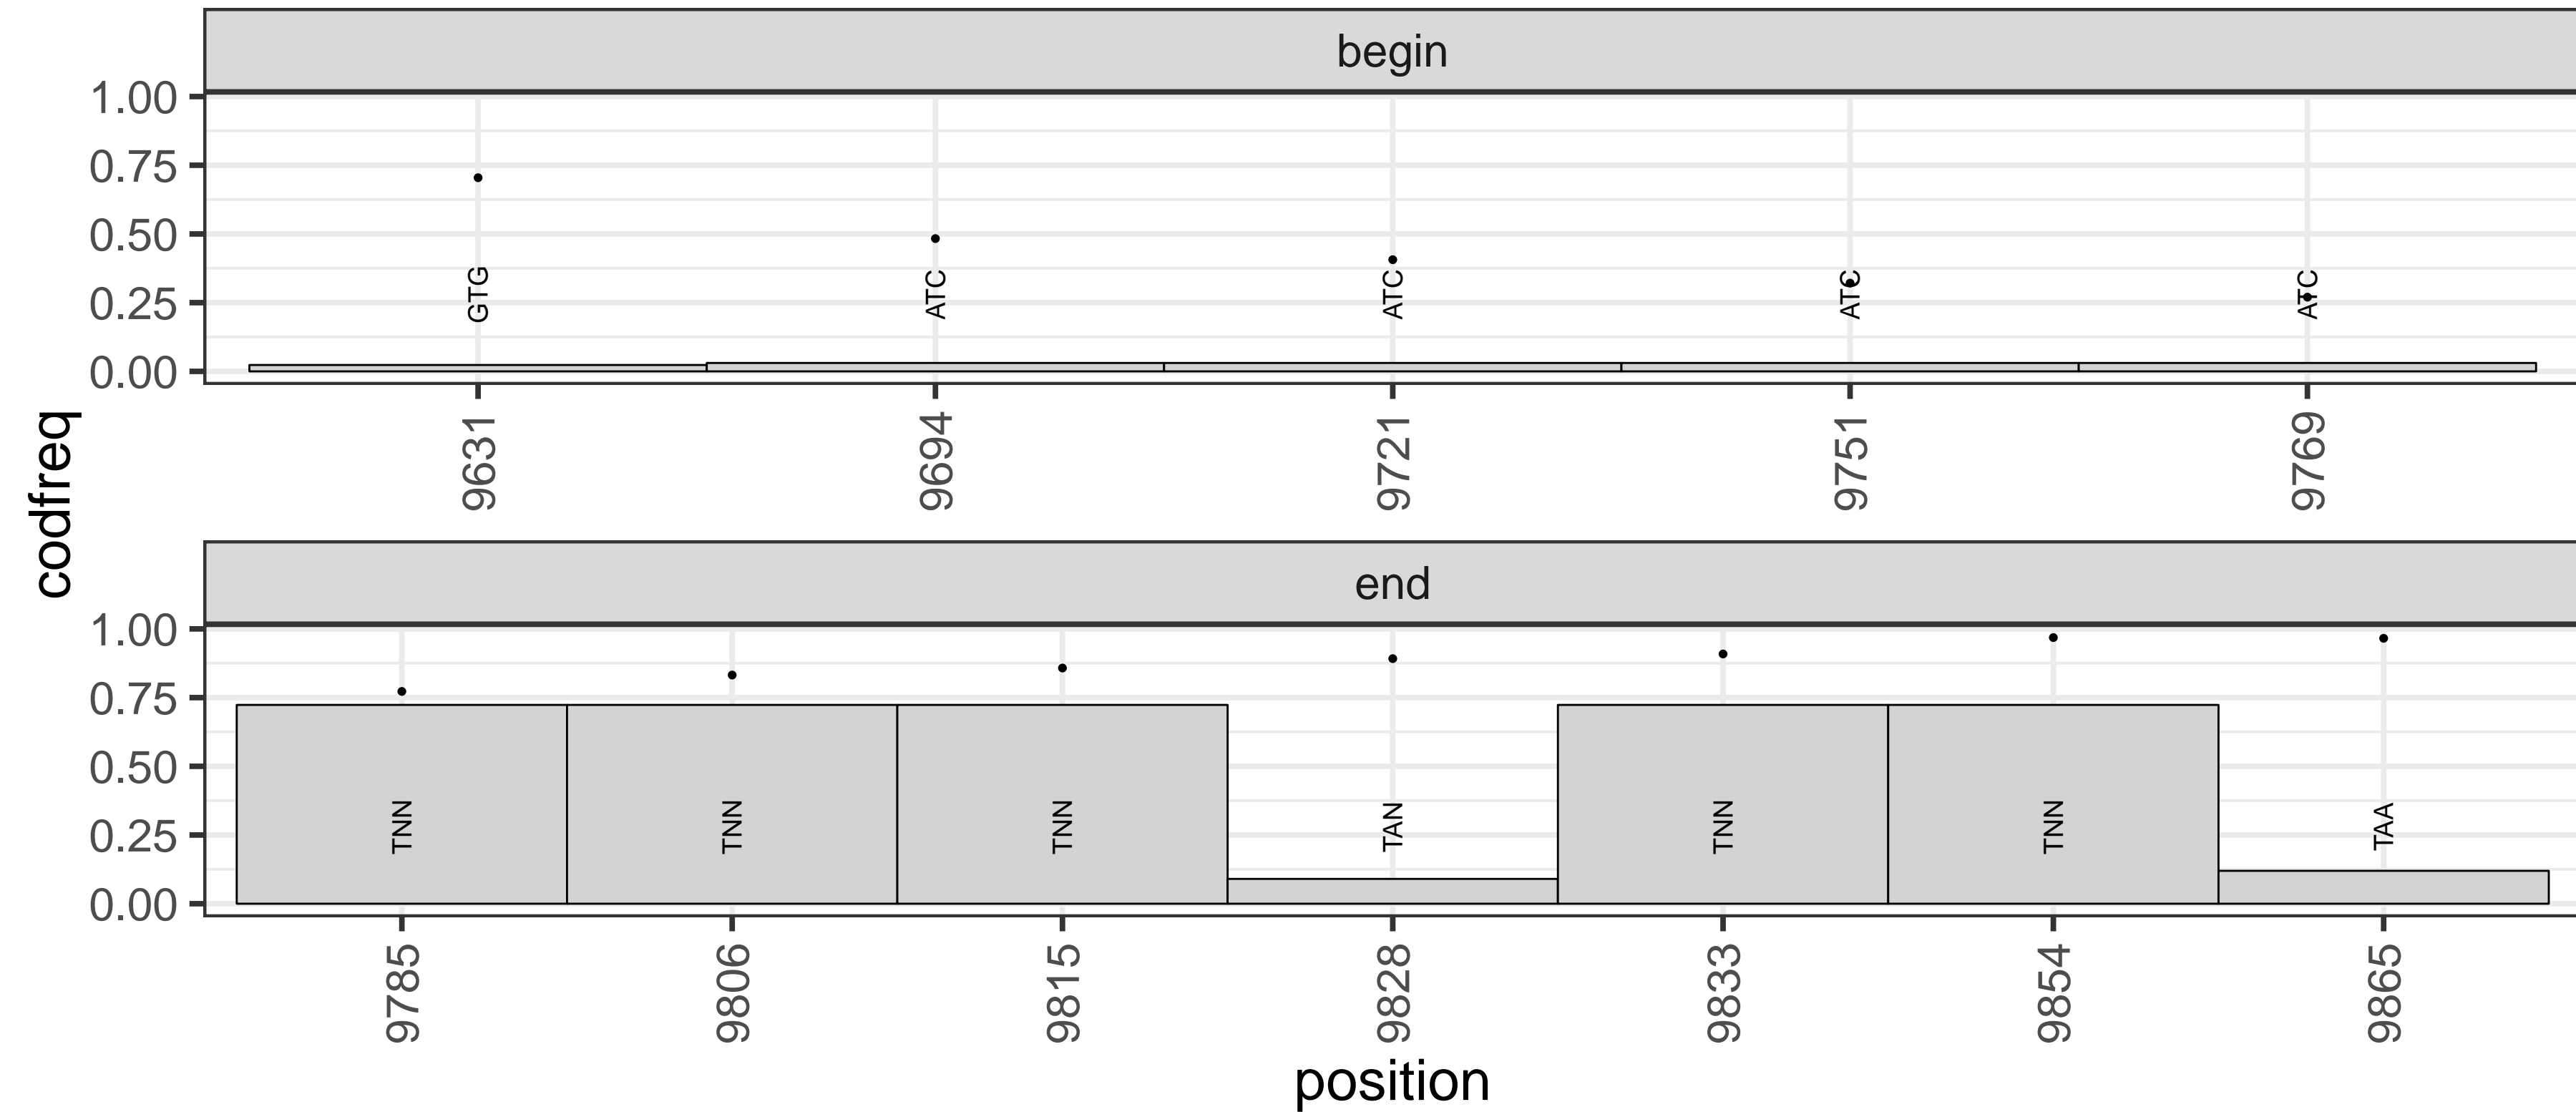 begin
1.00
0.75
0.50
0.25
0.00
GTG
ATC
ATC
ATC
ATC
9631
9694
9721
9751
9769
codfreq
end
1.00
0.75
0.50
0.25
0.00
TNN
TNN
TNN
TAN
TNN
TNN
TAA
9785
9806
9815
9828
9833
9854
9865
position